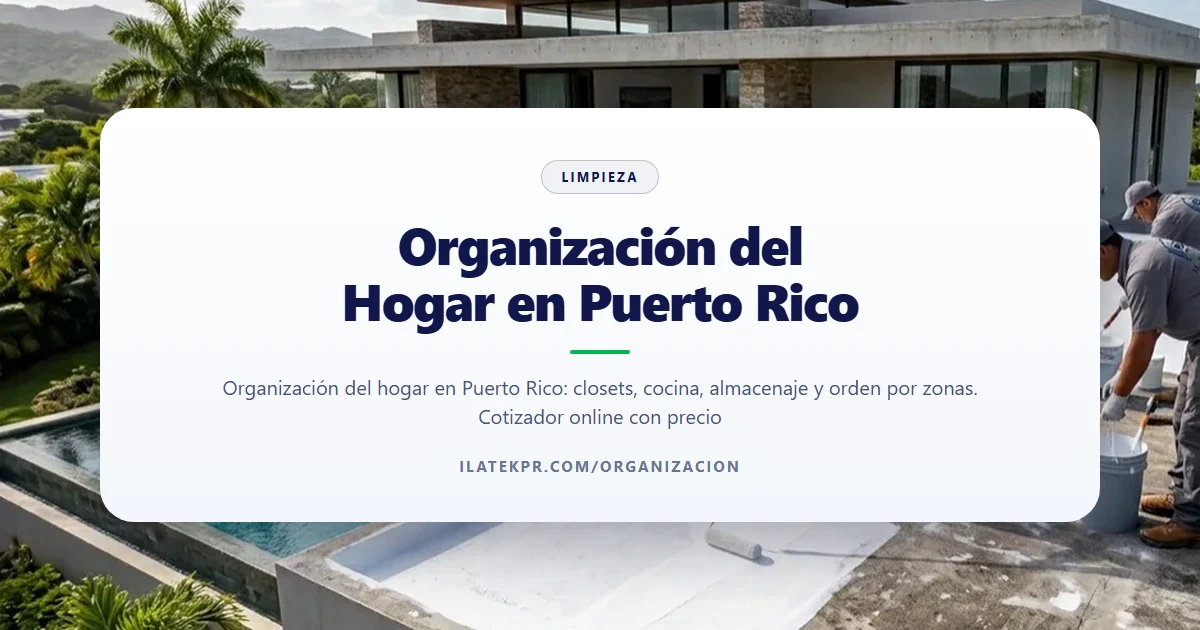 LIMPIEZA
Organización del
Hogar en Puerto Rico
Organización del hogar en Puerto Rico: closets, cocina, almacenaje y orden por zonas.
Cotizador online con precio
ILATEKPR.COM/ORGANIZACION